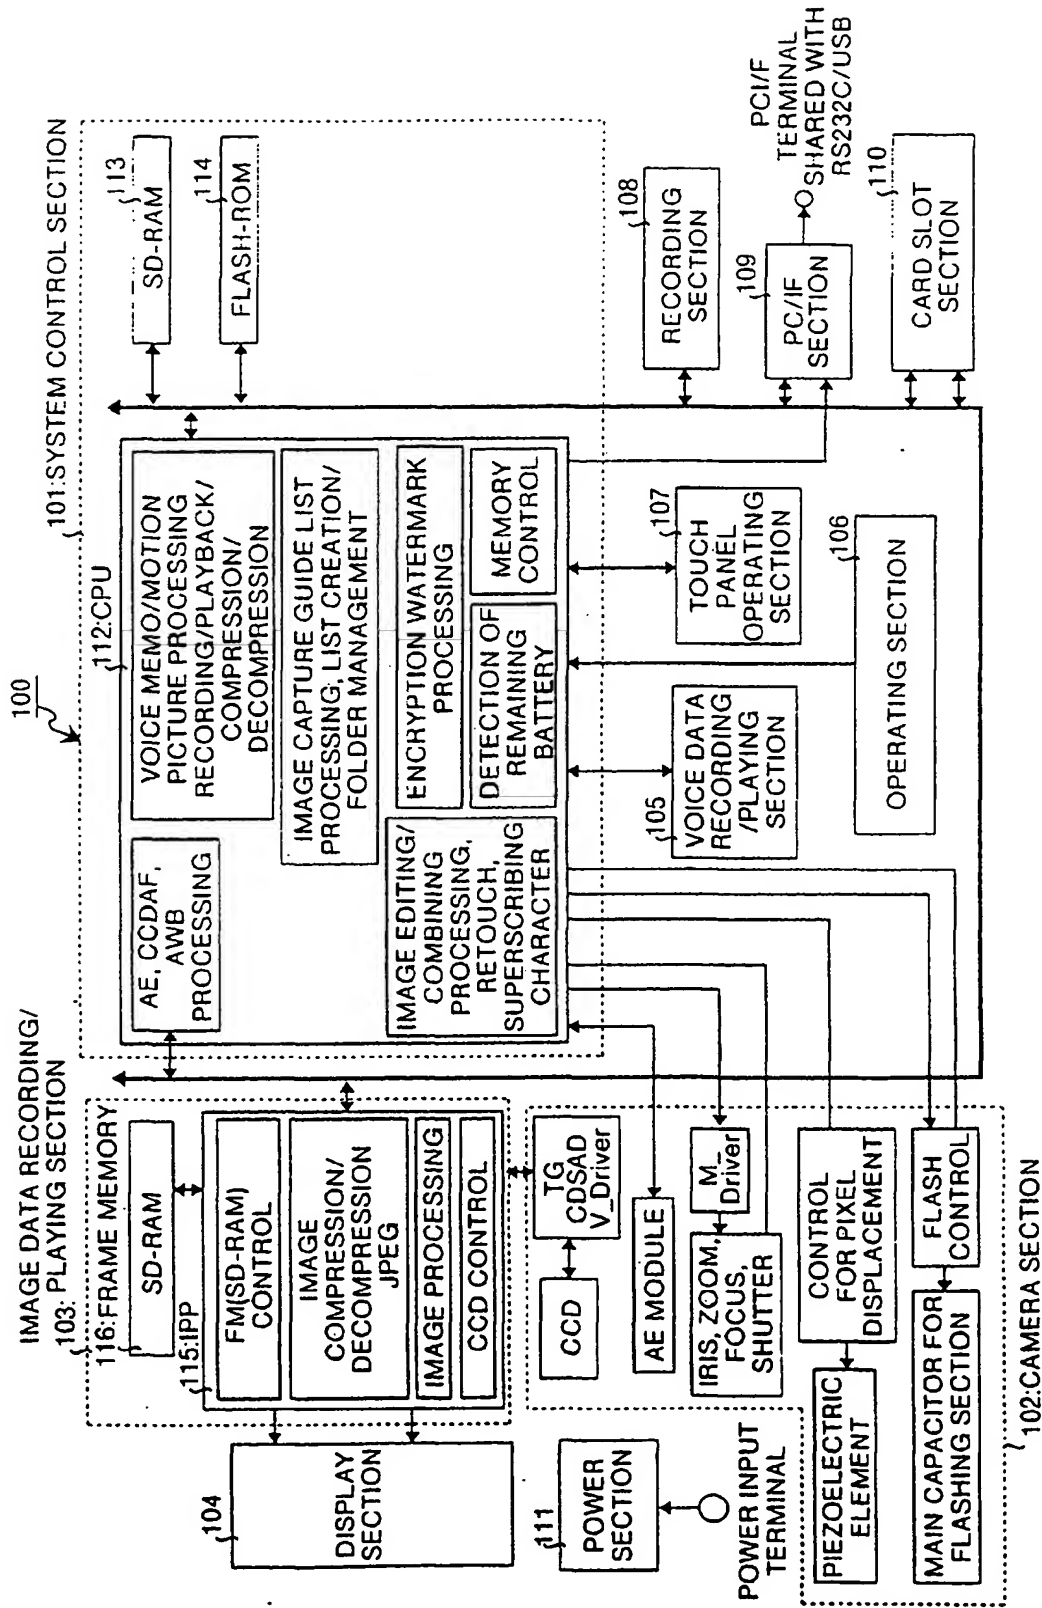 100
101:SYSTEM CONTROL SECTION
112:CPU
AE, CCDAF,
AWB
PROCESSING
VOICE MEMO/MOTION
PICTURE PROCESSING
RECORDING/PLAYBACK/
COMPRESSION/
DECOMPRESSION
IMAGE CAPTURE GUIDE LIST
PROCESSING, LIST CREATION/
FOLDER MANAGEMENT
IMAGE EDITING/
COMBINING
PROCESSING,
RETOUCH,
SUPERSCRIBING
CHARACTER
ENCRYPTION WATERMARK
PROCESSING
DETECTION OF
REMAINING
BATTERY
MEMORY
CONTROL
113
SD-RAM
114
FLASH-ROM
IMAGE DATA RECORDING/
103: PLAYING SECTION
116:FRAME MEMORY
SD-RAM
115:IPP
FM(SD-RAM)
CONTROL
IMAGE
COMPRESSION/
DECOMPRESSION
JPEG
IMAGE PROCESSING
CCD CONTROL
104
DISPLAY
SECTION
111
POWER
SECTION
POWER INPUT
TERMINAL
TG
CDSAD
V_Driver
CCD
AE MODULE
M_
Driver
IRIS, ZOOM,
FOCUS,
SHUTTER
CONTROL
FOR PIXEL
DISPLACEMENT
PIEZOELECTRIC
ELEMENT
FLASH
CONTROL
MAIN CAPACITOR FOR
FLASHING SECTION
102:CAMERA SECTION
105
VOICE DATA
RECORDING
/PLAYING
SECTION
106
OPERATING SECTION
107
TOUCH
PANEL
OPERATING
SECTION
108
RECORDING
SECTION
109
PC/IF
SECTION
PCI/F
TERMINAL
SHARED WITH
RS232C/USB
110
CARD SLOT
SECTION